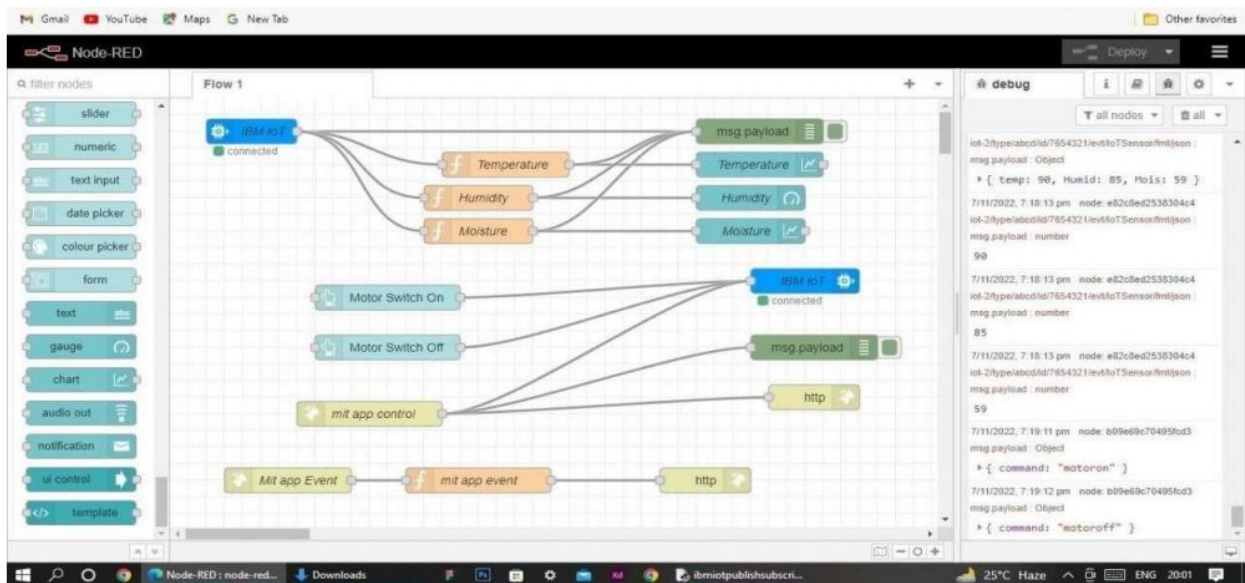 Gmail YouTube Maps New Tab Other favorites
Node-RED Deploy
filter nodes
slider
numeric
text input
date picker
colour picker
form
text
gauge
chart
audio out
notification
ui control
template
Flow 1
IBM IoT
connected
Temperature
Humidity
Moisture
msg.payload
Temperature
Humidity
Moisture
Motor Switch On
Motor Switch Off
mit app control
IBM IoT
connected
msg.payload
http
Mit app Event
mit app event
http
debug
all nodes all
iot-2/type/abcd/id/7654321/evt/IoTSensor/fmt/json :
msg.payload : Object
{ temp: 90, Humid: 85, Mois: 59 }
7/11/2022, 7:18:13 pm node: e82c8ed2538304c4
iot-2/type/abcd/id/7654321/evt/IoTSensor/fmt/json :
msg.payload : number
90
7/11/2022, 7:18:13 pm node: e82c8ed2538304c4
iot-2/type/abcd/id/7654321/evt/IoTSensor/fmt/json :
msg.payload : number
85
7/11/2022, 7:18:13 pm node: e82c8ed2538304c4
iot-2/type/abcd/id/7654321/evt/IoTSensor/fmt/json :
msg.payload : number
59
7/11/2022, 7:19:11 pm node: b09e69c70495fcd3
msg.payload : Object
{ command: "motoron" }
7/11/2022, 7:19:12 pm node: b09e69c70495fcd3
msg.payload : Object
{ command: "motoroff" }
Node-RED : node-red... Downloads Ps Xd ibmiotpublishsubscri... 25°C Haze ENG 20:01